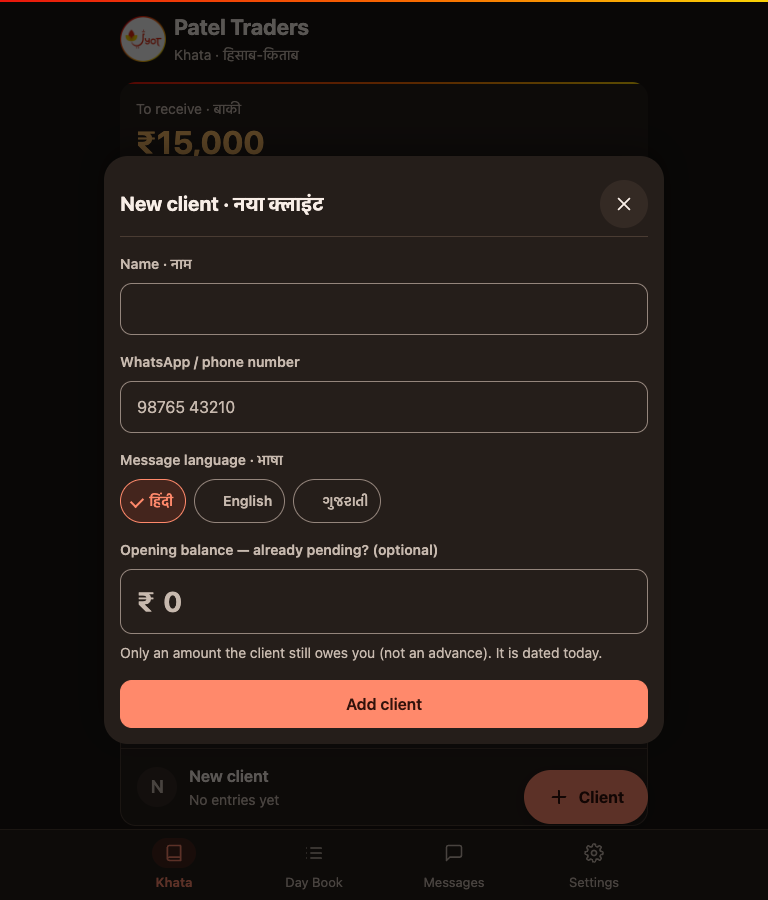 Jyot
Patel Traders
Khata · हिसाब-किताब
To receive · बाकी
₹15,000
New client · नया क्लाइंट
Name · नाम
WhatsApp / phone number
98765 43210
Message language · भाषा
हिंदी
English
ગુજરાતી
Opening balance — already pending? (optional)
₹ 0
Only an amount the client still owes you (not an advance). It is dated today.
Add client
N
New client
No entries yet
+ Client
Khata
Day Book
Messages
Settings